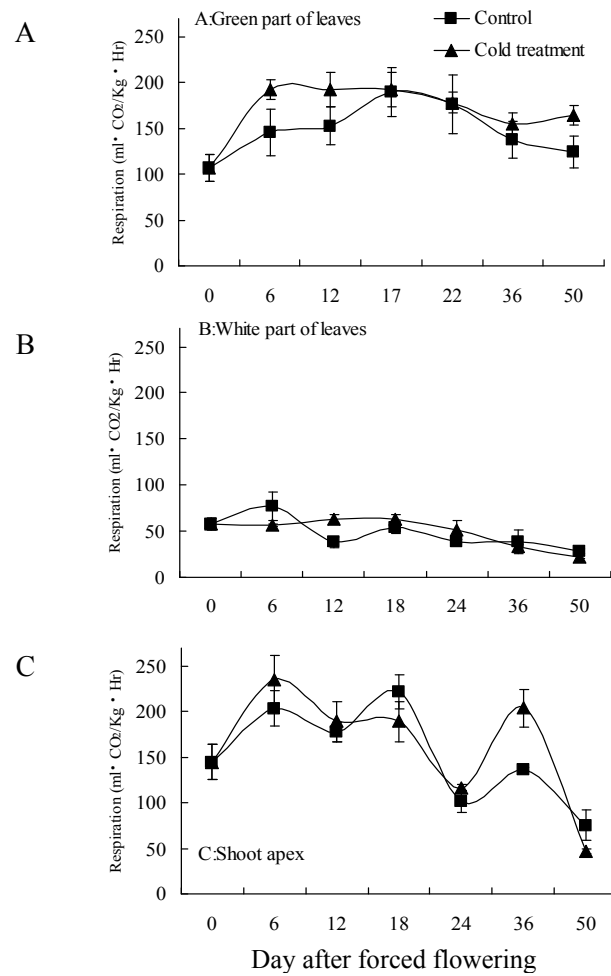 A
A:Green part of leaves
Control
Cold treatment
Respiration (ml· CO₂/Kg· Hr)
250
200
150
100
50
0
0 6 12 17 22 36 50
B
B:White part of leaves
Respiration (ml· CO2/Kg· Hr)
250
200
150
100
50
0
0 6 12 18 24 36 50
C
Respiration (ml· CO₂/Kg· Hr)
250
200
150
100
50
0
C:Shoot apex
0 6 12 18 24 36 50
Day after forced flowering